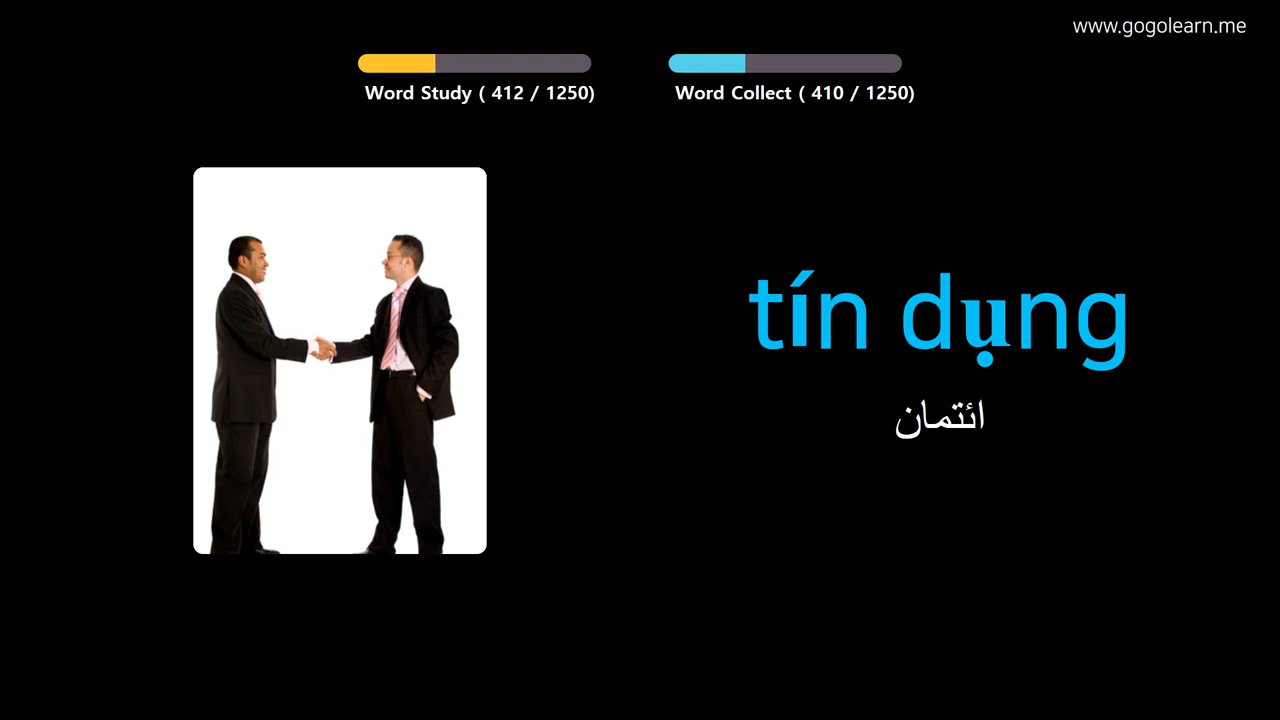 www.gogolearn.me
Word Study ( 412 / 1250)
Word Collect ( 410 / 1250)
tín dụng
ائتمان